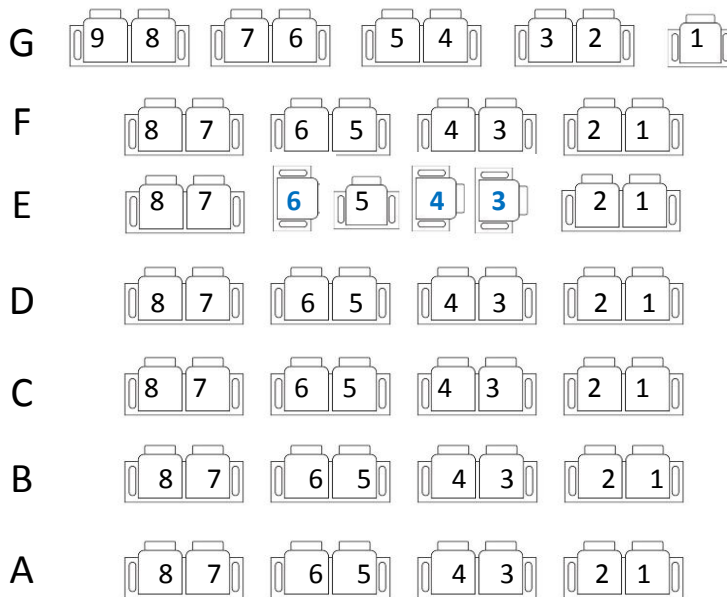 G 9 8 7 6 5 4 3 2 1
F 8 7 6 5 4 3 2 1
E 8 7 6 5 4 3 2 1
D 8 7 6 5 4 3 2 1
C 8 7 6 5 4 3 2 1
B 8 7 6 5 4 3 2 1
A 8 7 6 5 4 3 2 1